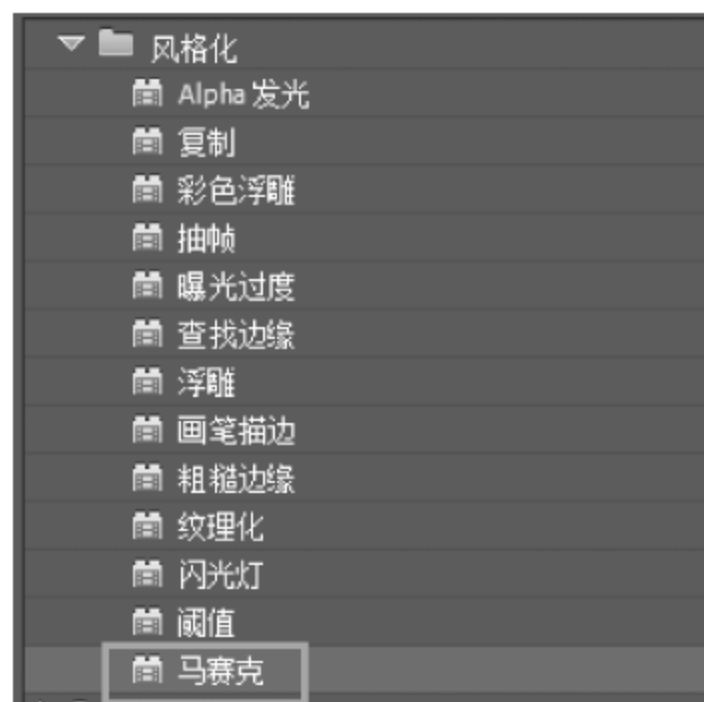 风格化
Alpha 发光
复制
彩色浮雕
抽帧
曝光过度
查找边缘
浮雕
画笔描边
粗糙边缘
纹理化
闪光灯
阈值
马赛克